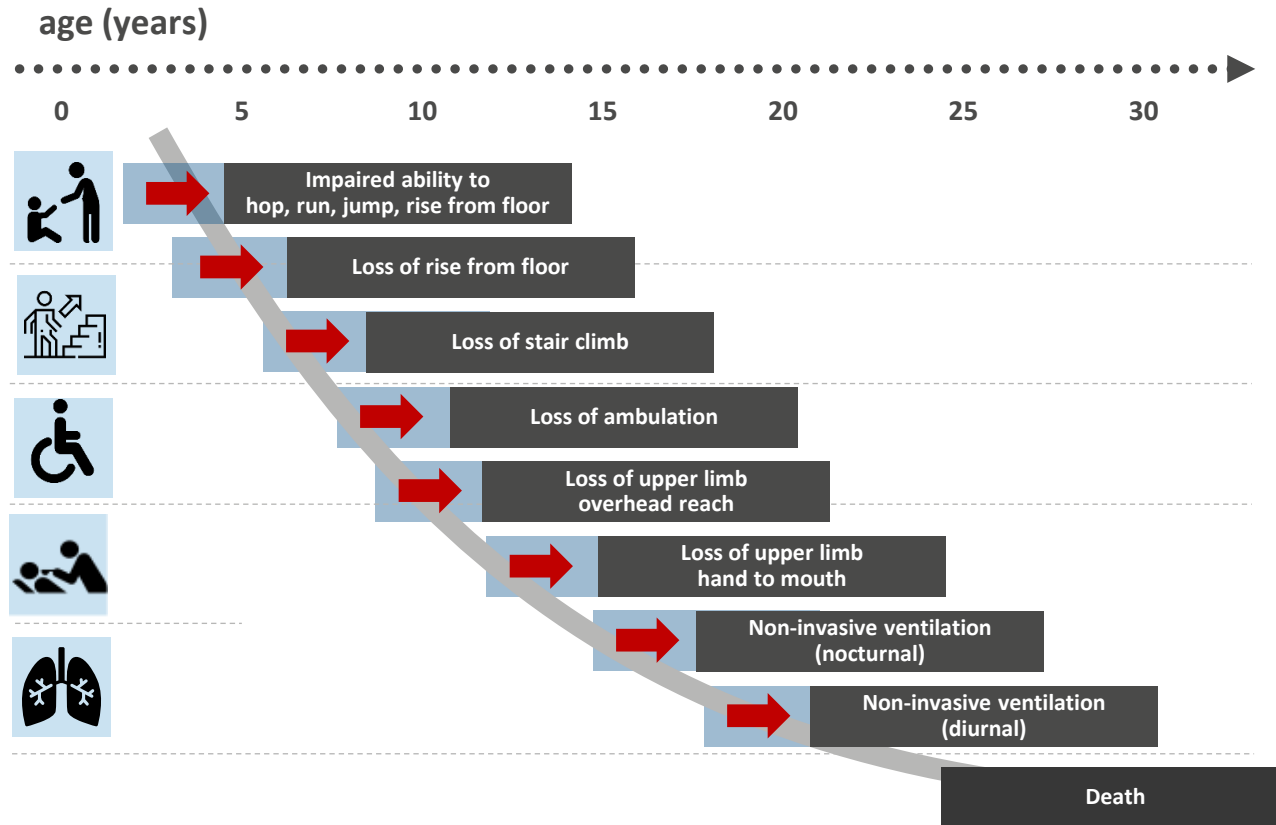 age (years)
0 5 10 15 20 25 30
Impaired ability to
hop, run, jump, rise from floor
Loss of rise from floor
Loss of stair climb
Loss of ambulation
Loss of upper limb
overhead reach
Loss of upper limb
hand to mouth
Non-invasive ventilation
(nocturnal)
Non-invasive ventilation
(diurnal)
Death